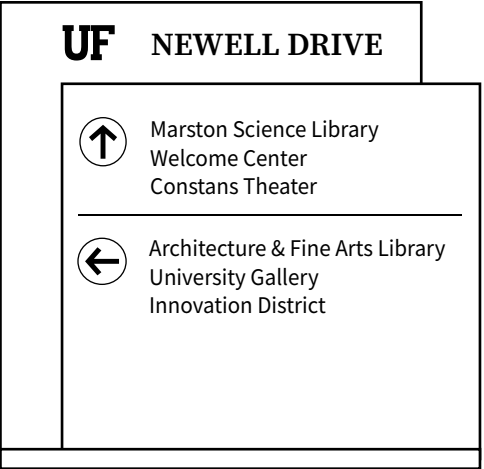 UF NEWELL DRIVE
Marston Science Library
Welcome Center
Constans Theater
Architecture & Fine Arts Library
University Gallery
Innovation District